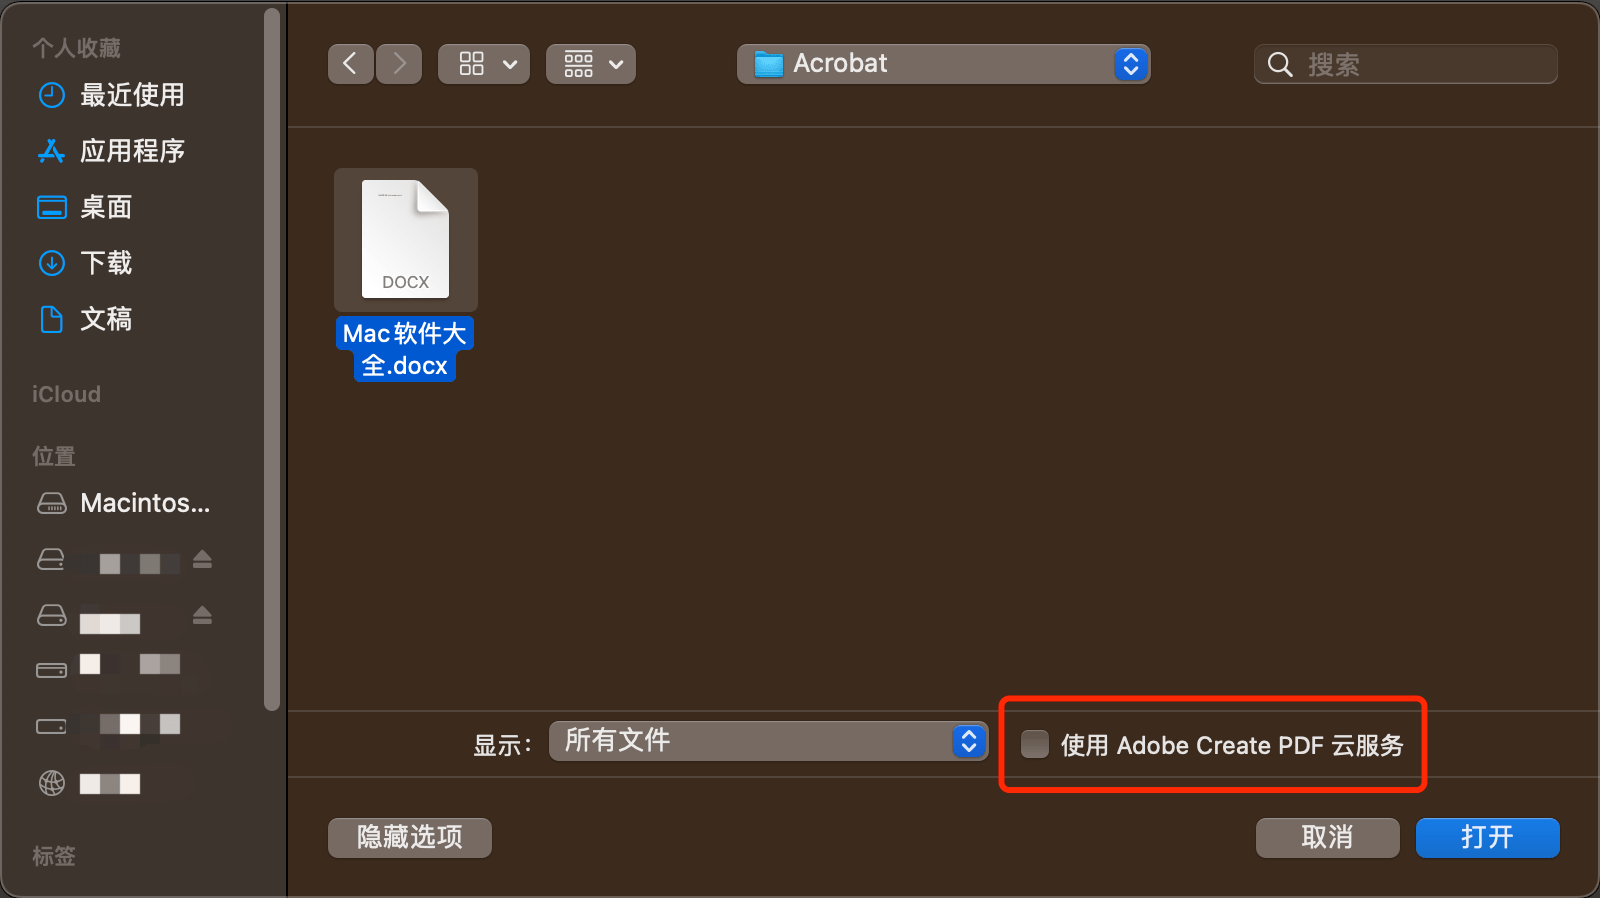 个人收藏
最近使用
应用程序
桌面
下载
文稿
iCloud
位置
Macintos...
标签
Acrobat
搜索
DOCX
Mac软件大
全.docx
显示：
所有文件
使用 Adobe Create PDF 云服务
隐藏选项
取消
打开